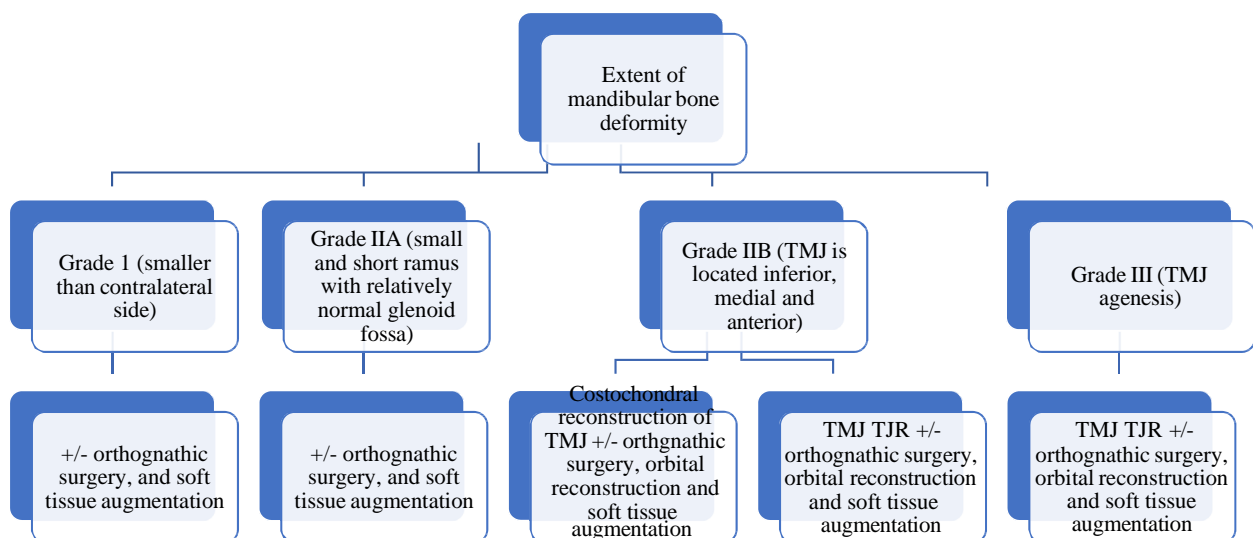 Extent of
mandibular bone
deformity
Grade 1 (smaller
than contralateral
side)
Grade IIA (small
and short ramus
with relatively
normal glenoid
fossa)
Grade IIB (TMJ is
located inferior,
medial and
anterior)
Grade III (TMJ
agenesis)
+/- orthognathic
surgery, and soft
tissue augmentation
+/- orthognathic
surgery, and soft
tissue augmentation
Costochondral
reconstruction of
TMJ +/- orthgnathic
surgery, orbital
reconstruction and
soft tissue
augmentation
TMJ TJR +/-
orthognathic surgery,
orbital reconstruction
and soft tissue
augmentation
TMJ TJR +/-
orthognathic surgery,
orbital reconstruction
and soft tissue
augmentation